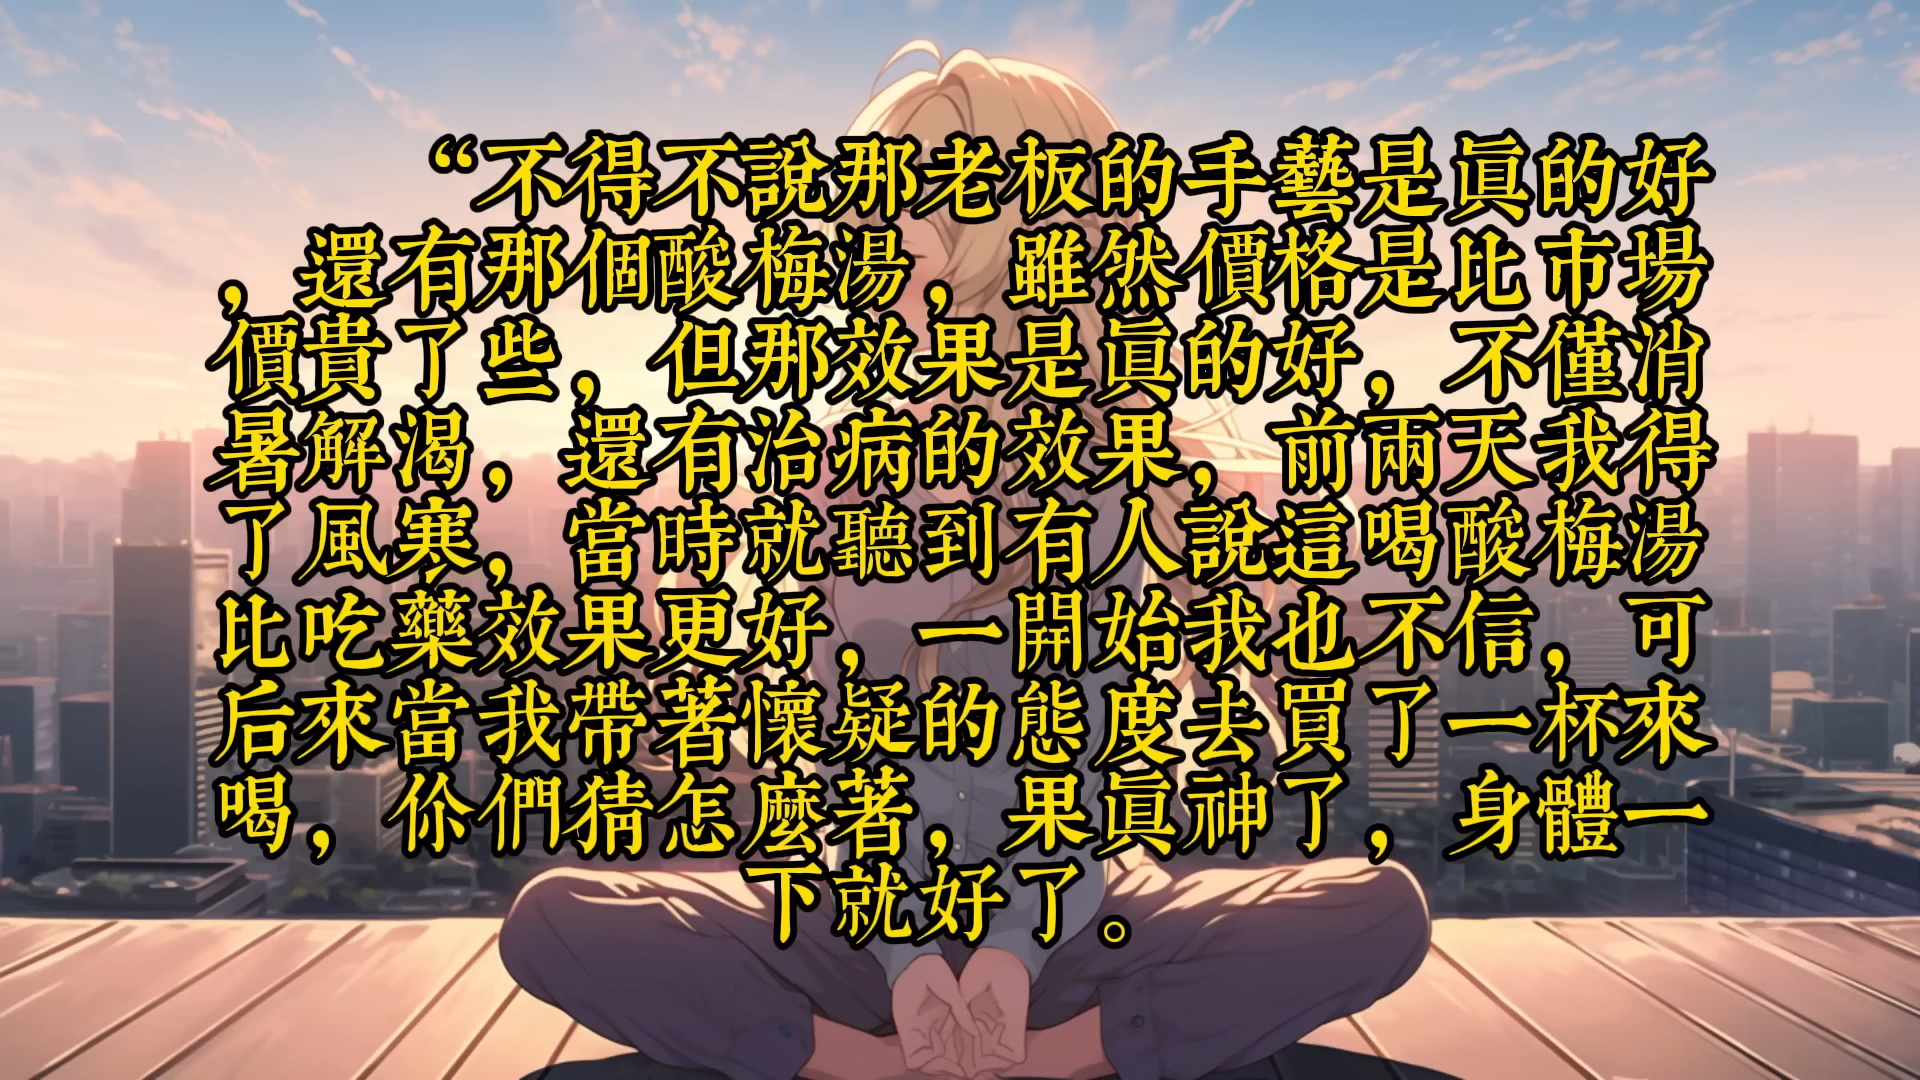 “不得不說那老板的手藝是眞的好
，還有那個酸梅湯，雖然價格是比市場
價貴了些，但那效果是眞的好，不僅消
暑解渴，還有治病的效果，前兩天我得
了風寒，當時就聽到有人說這喝酸梅湯
比吃藥效果更好，一開始我也不信，可
后來當我帶著懷疑的態度去買了一杯來
喝，你們猜怎麼著，果眞神了，身體一
下就好了。